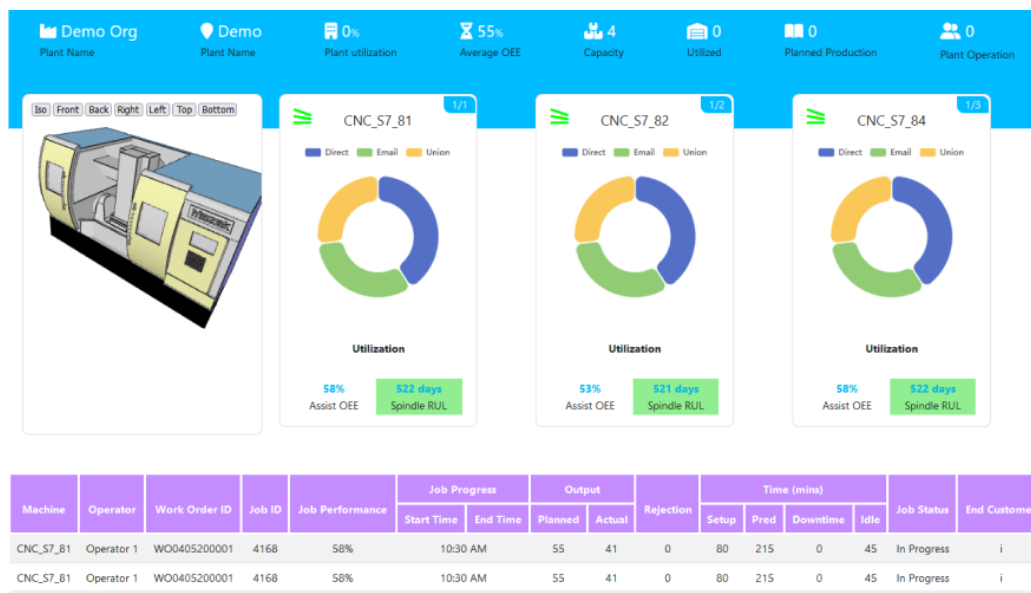 Demo Org
Plant Name
Demo
Plant Name
0%
Plant utilization
55%
Average OEE
4
Capacity
0
Utilized
0
Planned Production
0
Plant Operation
Iso Front Back Right Left Top Bottom
Mazak
1/1
CNC_S7_81
Direct Email Union
Utilization
58%
Assist OEE
522 days
Spindle RUL
1/2
CNC_S7_82
Direct Email Union
Utilization
53%
Assist OEE
521 days
Spindle RUL
1/3
CNC_S7_84
Direct Email Union
Utilization
58%
Assist OEE
522 days
Spindle RUL
Job Progress Output Time (mins)
Machine Operator Work Order ID Job ID Job Performance Rejection Job Status End Custome
Start Time End Time Planned Actual Setup Pred Downtime Idle
CNC_S7_81 Operator 1 WO0405200001 4168 58% 10:30 AM 55 41 0 80 215 0 45 In Progress i
CNC_S7_81 Operator 1 WO0405200001 4168 58% 10:30 AM 55 41 0 80 215 0 45 In Progress i